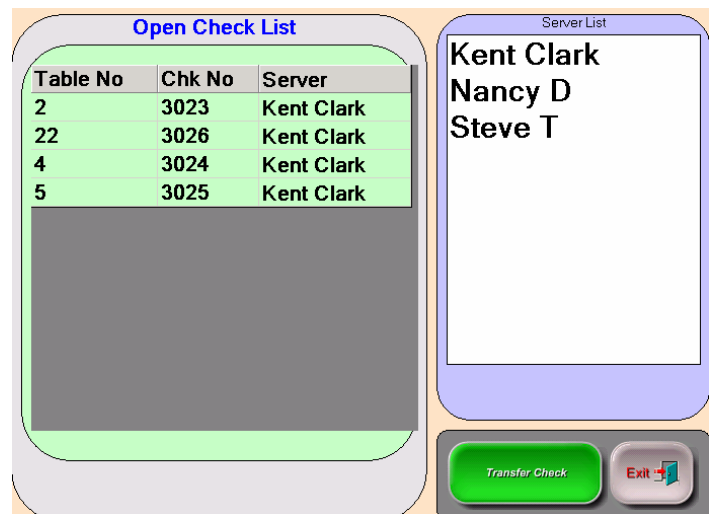 Open Check List
Table No Chk No Server
2 3023 Kent Clark
22 3026 Kent Clark
4 3024 Kent Clark
5 3025 Kent Clark
Server List
Kent Clark
Nancy D
Steve T
Transfer Check
Exit